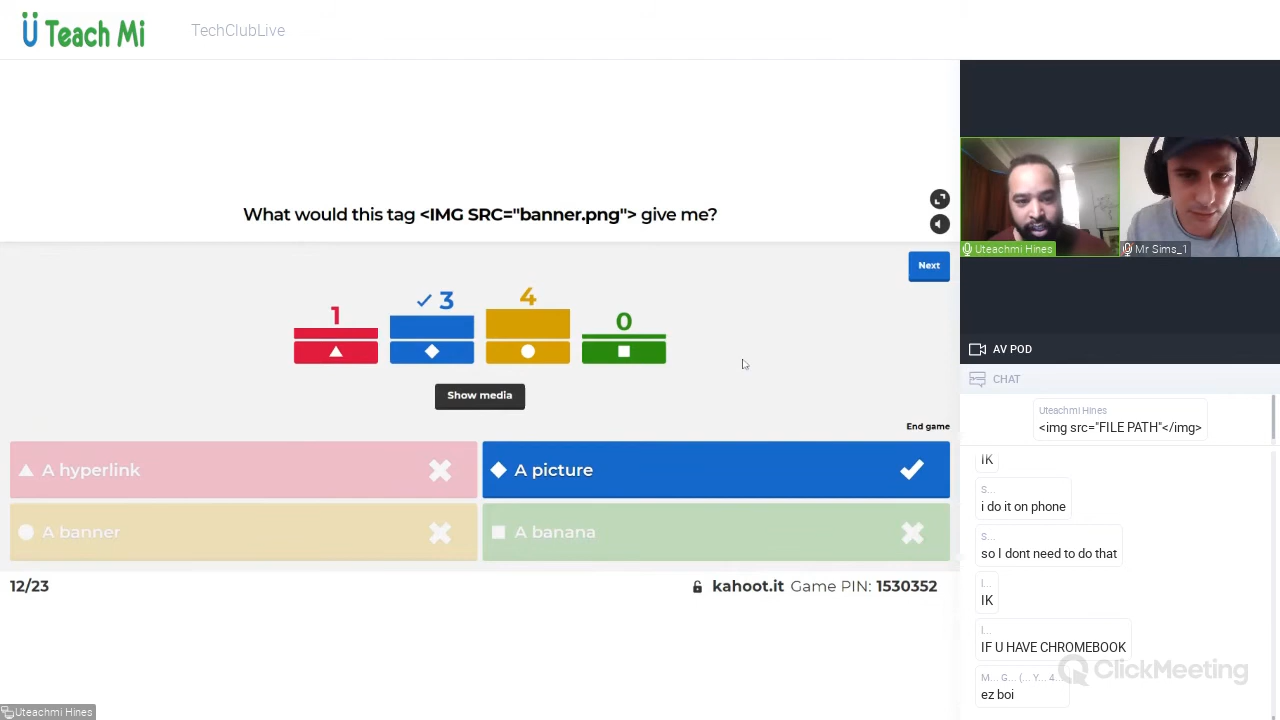 Ü Teach Mi
TechClubLive
What would this tag <IMG SRC="banner.png"> give me?
Next
1
3
4
0
Show media
End game
A hyperlink
A picture
A banner
A banana
12/23
kahoot.it Game PIN: 1530352
Uteachmi Hines
Uteachmi Hines
Mr Sims_1
AV POD
CHAT
Uteachmi Hines
<img src="FILE PATH"</img>
IK
S...
i do it on phone
S...
so I dont need to do that
I...
IK
I...
IF U HAVE CHROMEBOOK
M... G... (... Y... 4...
ez boi
ClickMeeting